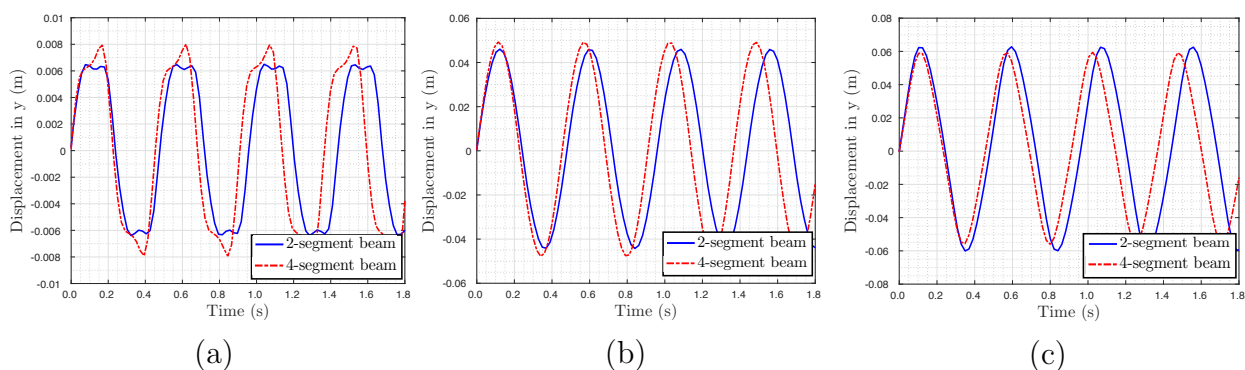 0.01
0.008
0.006
0.004
0.002
0
-0.002
-0.004
-0.006
-0.008
-0.01
Displacement in y (m)
0.0 0.2 0.4 0.6 0.8 1.0 1.2 1.4 1.6 1.8
Time (s)
2-segment beam
4-segment beam
(a)
0.06
0.04
0.02
0
-0.02
-0.04
-0.06
Displacement in y (m)
0.0 0.2 0.4 0.6 0.8 1.0 1.2 1.4 1.6 1.8
Time (s)
2-segment beam
4-segment beam
(b)
0.08
0.06
0.04
0.02
0
-0.02
-0.04
-0.06
-0.08
Displacement in y (m)
0.0 0.2 0.4 0.6 0.8 1.0 1.2 1.4 1.6 1.8
Time (s)
2-segment beam
4-segment beam
(c)